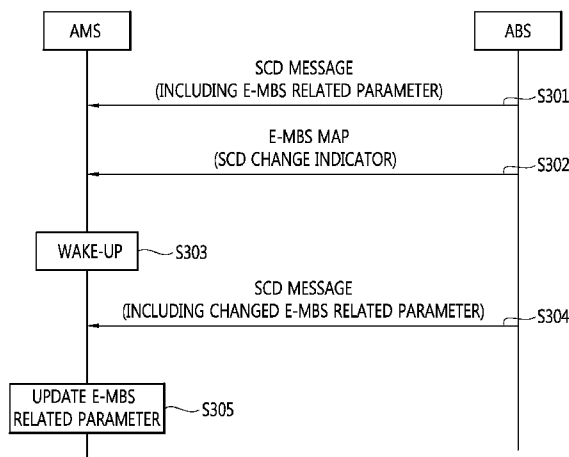 AMS
ABS
SCD MESSAGE
(INCLUDING E-MBS RELATED PARAMETER)
S301
E-MBS MAP
(SCD CHANGE INDICATOR)
S302
WAKE-UP
S303
SCD MESSAGE
(INCLUDING CHANGED E-MBS RELATED PARAMETER)
S304
UPDATE E-MBS
RELATED PARAMETER
S305